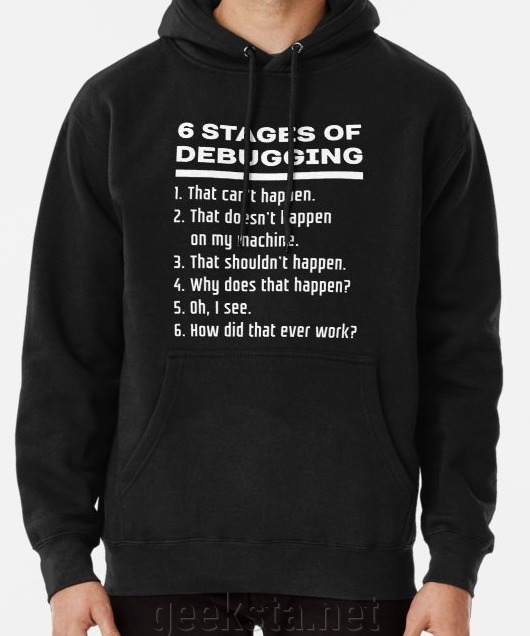 6 STAGES OF
DEBUGGING
1. That can't happen.
2. That doesn't happen
on my machine.
3. That shouldn't happen.
4. Why does that happen?
5. Oh, I see.
6. How did that ever work?
geeksta.net